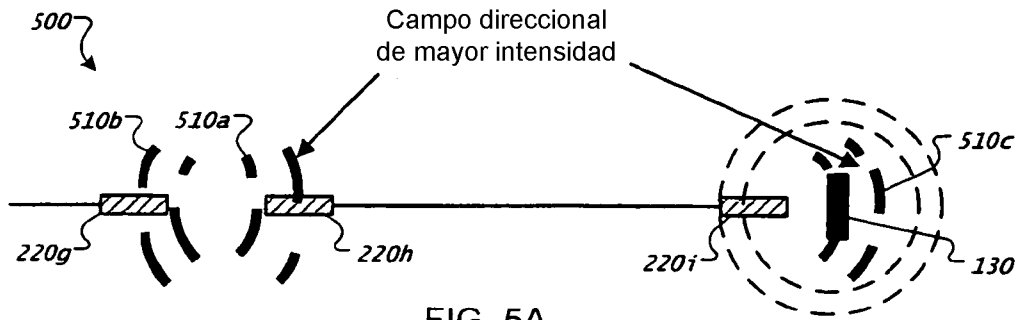 500
Campo direccional
de mayor intensidad
510b
510a
510c
220g
220h
220i
130
FIG. 5A